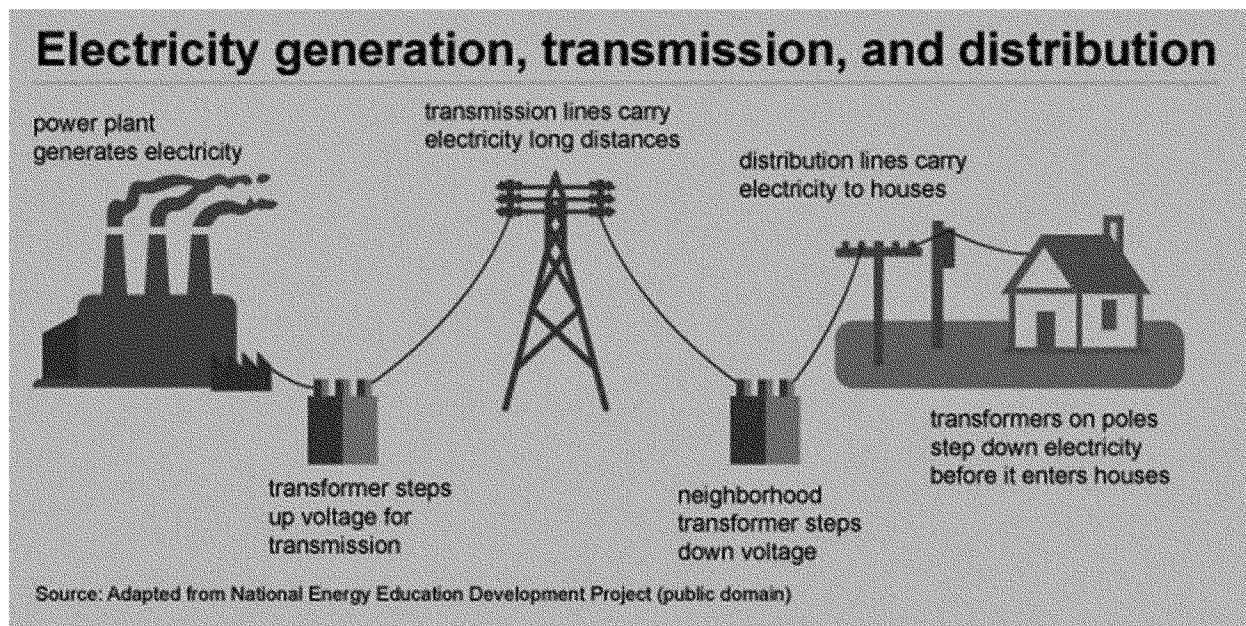 Electricity generation, transmission, and distribution
power plant
generates electricity
transmission lines carry
electricity long distances
distribution lines carry
electricity to houses
transformer steps
up voltage for
transmission
neighborhood
transformer steps
down voltage
transformers on poles
step down electricity
before it enters houses
Source: Adapted from National Energy Education Development Project (public domain)